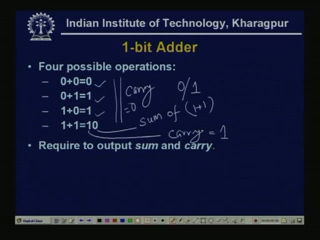 Indian Institute of Technology, Kharagpur
1-bit Adder
• Four possible operations:
– 0+0=0
– 0+1=1
– 1+0=1
– 1+1=10
carry =0
0/1
sum of (1+1)
carry = 1
• Require to output sum and carry.